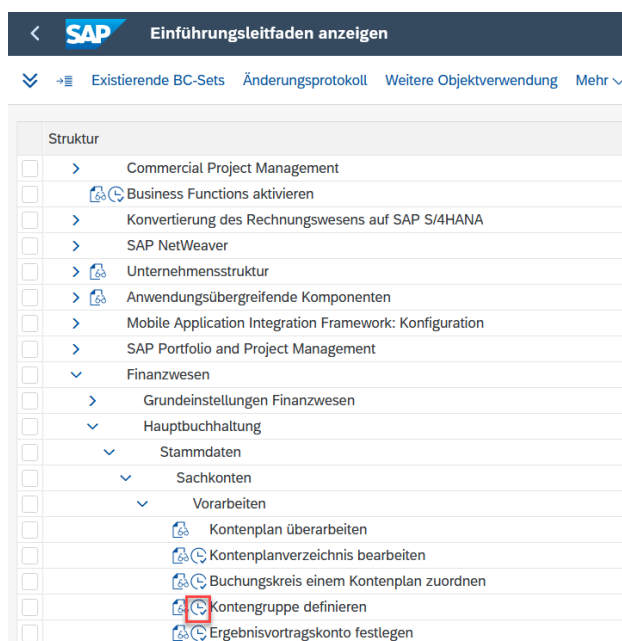 SAP Einführungsleitfaden anzeigen
Existierende BC-Sets Änderungsprotokoll Weitere Objektverwendung Mehr
Struktur
Commercial Project Management
Business Functions aktivieren
Konvertierung des Rechnungswesens auf SAP S/4HANA
SAP NetWeaver
Unternehmensstruktur
Anwendungsübergreifende Komponenten
Mobile Application Integration Framework: Konfiguration
SAP Portfolio and Project Management
Finanzwesen
Grundeinstellungen Finanzwesen
Hauptbuchhaltung
Stammdaten
Sachkonten
Vorarbeiten
Kontenplan überarbeiten
Kontenplanverzeichnis bearbeiten
Buchungskreis einem Kontenplan zuordnen
Kontengruppe definieren
Ergebnisvortragskonto festlegen